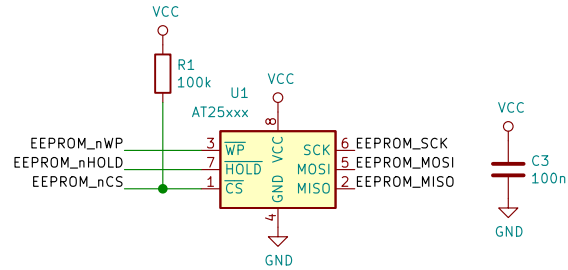 VCC
R1
100k
U1
AT25xxx
VCC
8
VCC
EEPROM_nWP 3 WP SCK 6 EEPROM_SCK
EEPROM_nHOLD 7 HOLD MOSI 5 EEPROM_MOSI
EEPROM_nCS 1 CS MISO 2 EEPROM_MISO
GND
4
GND
VCC
C3
100n
GND